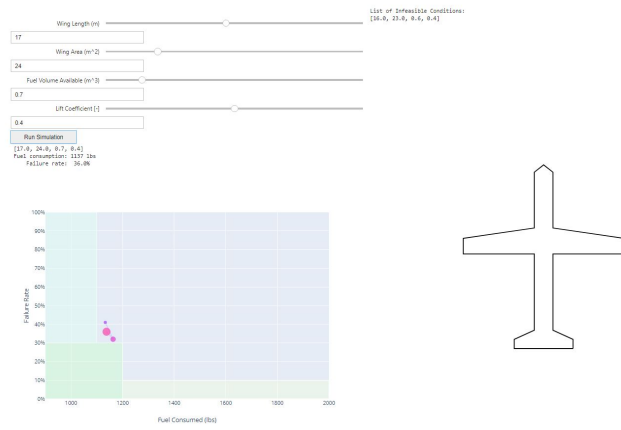 List of Infeasible Conditions:
[16.0, 23.0, 0.6, 0.4]
Wing Length (m)
17
Wing Area (m^2)
24
Fuel Volume Available (m^3)
0.7
Lift Coefficient [-]
0.4
Run Simulation
[17.0, 24.0, 0.7, 0.4]
Fuel consumption: 1137 lbs
Failure rate: 36.0%
100%
90%
80%
70%
60%
50%
40%
30%
20%
10%
0%
Failure Rate
1000 1200 1400 1600 1800 2000
Fuel Consumed (lbs)